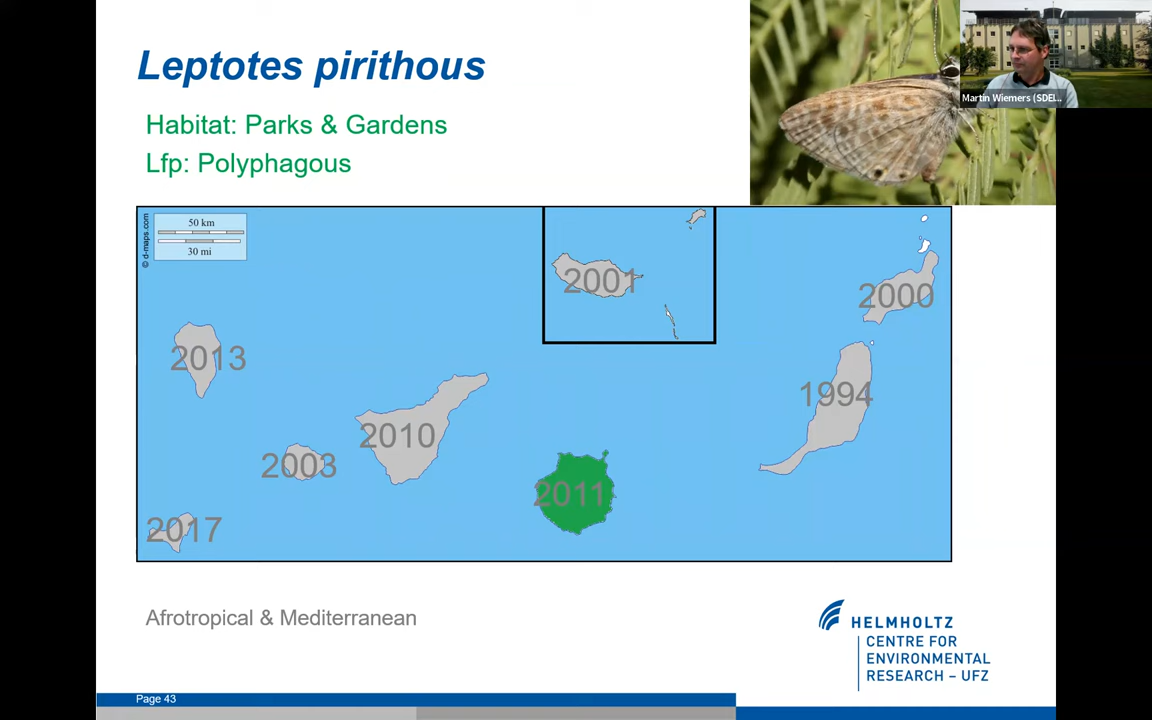 Leptotes pirithous
Martin Wiemers (SDEI...
Habitat: Parks & Gardens
Lfp: Polyphagous
© d-maps.com
50 km
30 mi
2001
2000
2013
1994
2010
2003
2011
2017
Afrotropical & Mediterranean
HELMHOLTZ
CENTRE FOR
ENVIRONMENTAL
RESEARCH – UFZ
Page 43